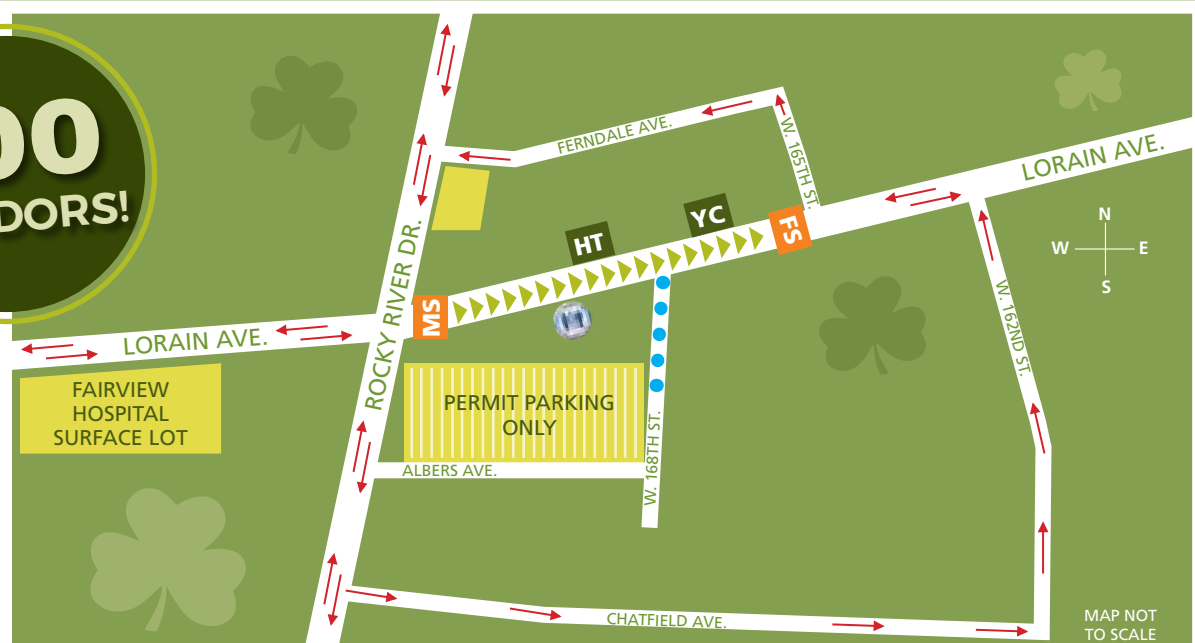 00
DORS!
FERNDALE AVE.
W. 165TH ST.
LORAIN AVE.
N
W E
S
YC
HT
FS
MS
ROCKY RIVER DR.
LORAIN AVE.
W. 162ND ST.
FAIRVIEW
HOSPITAL
SURFACE LOT
PERMIT PARKING
ONLY
ALBERS AVE.
W. 168TH ST.
CHATFIELD AVE.
MAP NOT
TO SCALE